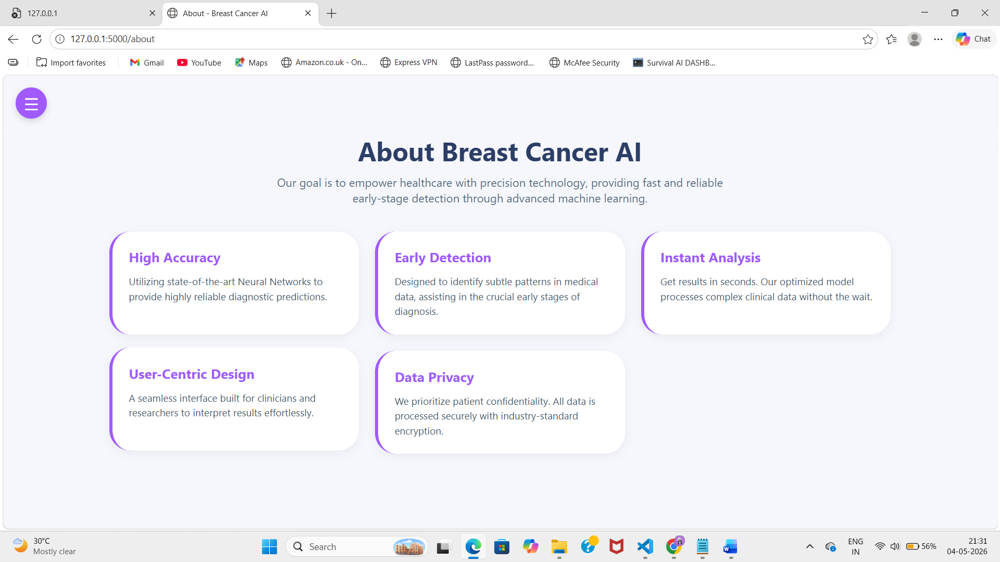 127.0.0.1
About - Breast Cancer AI
127.0.0.1:5000/about
Chat
Import favorites
Gmail
YouTube
Maps
Amazon.co.uk - On...
Express VPN
LastPass password...
McAfee Security
Survival AI DASHB...
About Breast Cancer AI
Our goal is to empower healthcare with precision technology, providing fast and reliable
early-stage detection through advanced machine learning.
High Accuracy
Utilizing state-of-the-art Neural Networks to
provide highly reliable diagnostic predictions.
Early Detection
Designed to identify subtle patterns in medical
data, assisting in the crucial early stages of
diagnosis.
Instant Analysis
Get results in seconds. Our optimized model
processes complex clinical data without the wait.
User-Centric Design
A seamless interface built for clinicians and
researchers to interpret results effortlessly.
Data Privacy
We prioritize patient confidentiality. All data is
processed securely with industry-standard
encryption.
30°C
Mostly clear
Search
ENG
IN
56%
21:31
04-05-2026